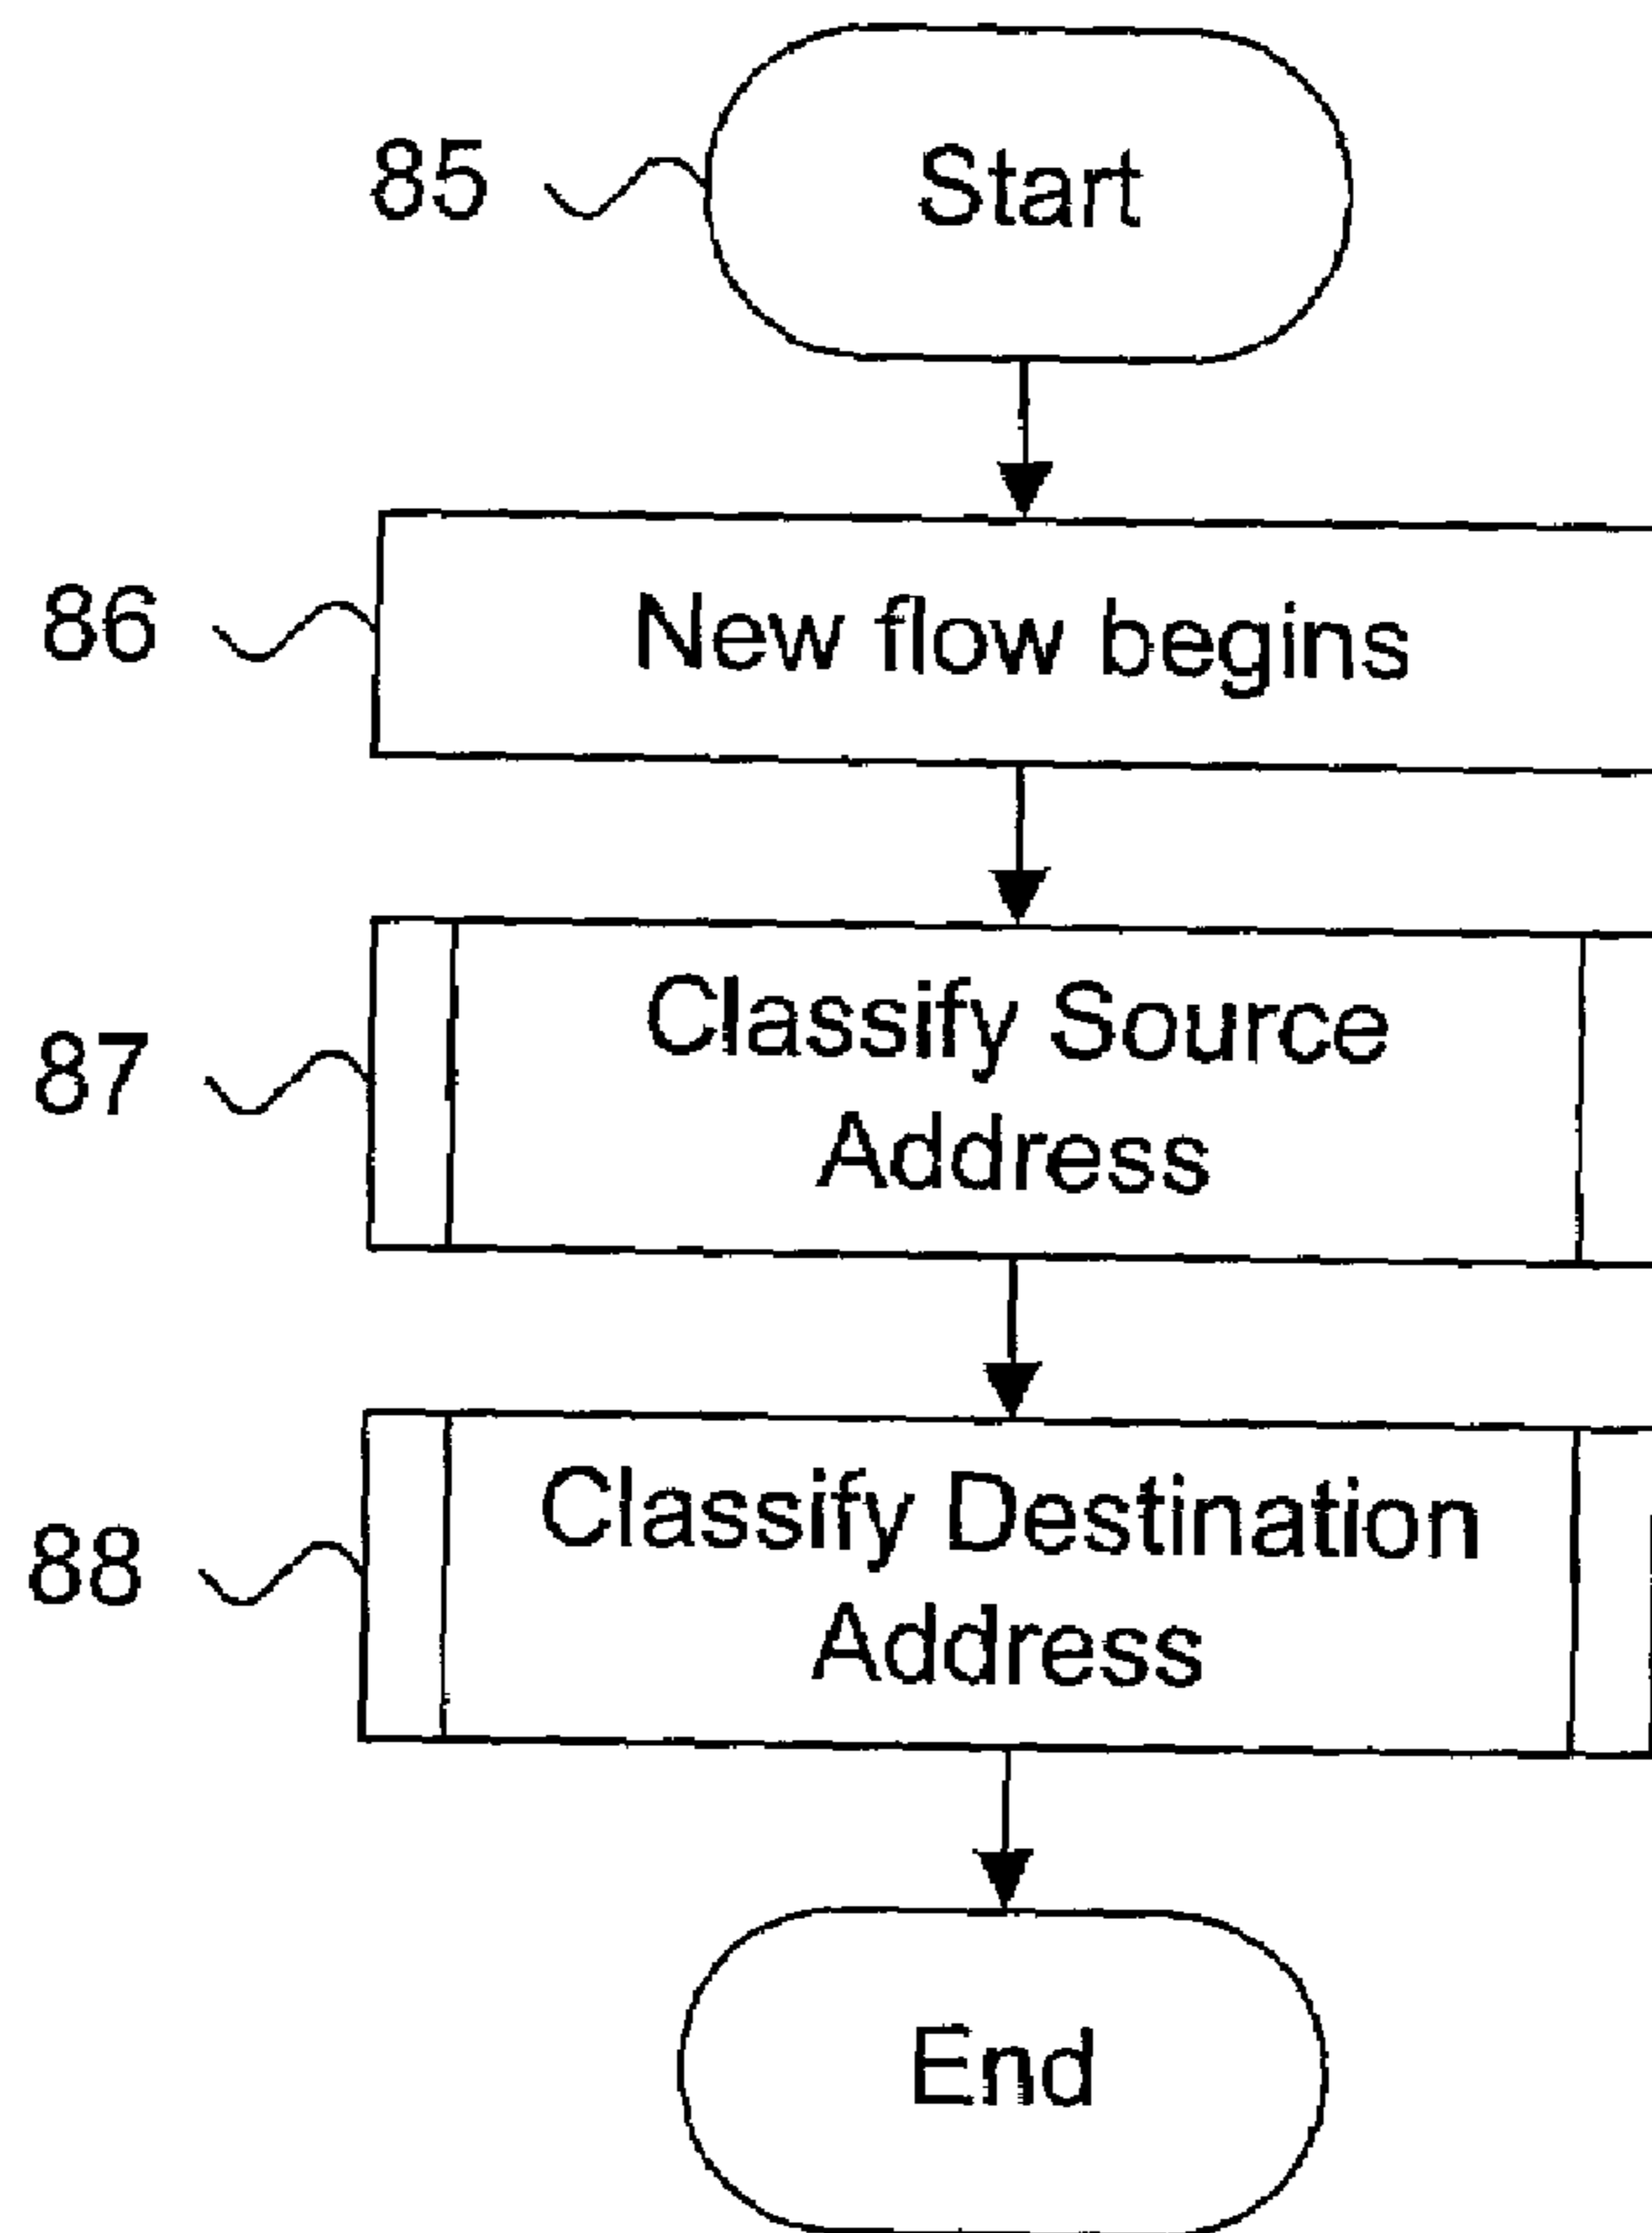 85
Start
86
New flow begins
87
Classify Source
Address
88
Classify Destination
Address
End